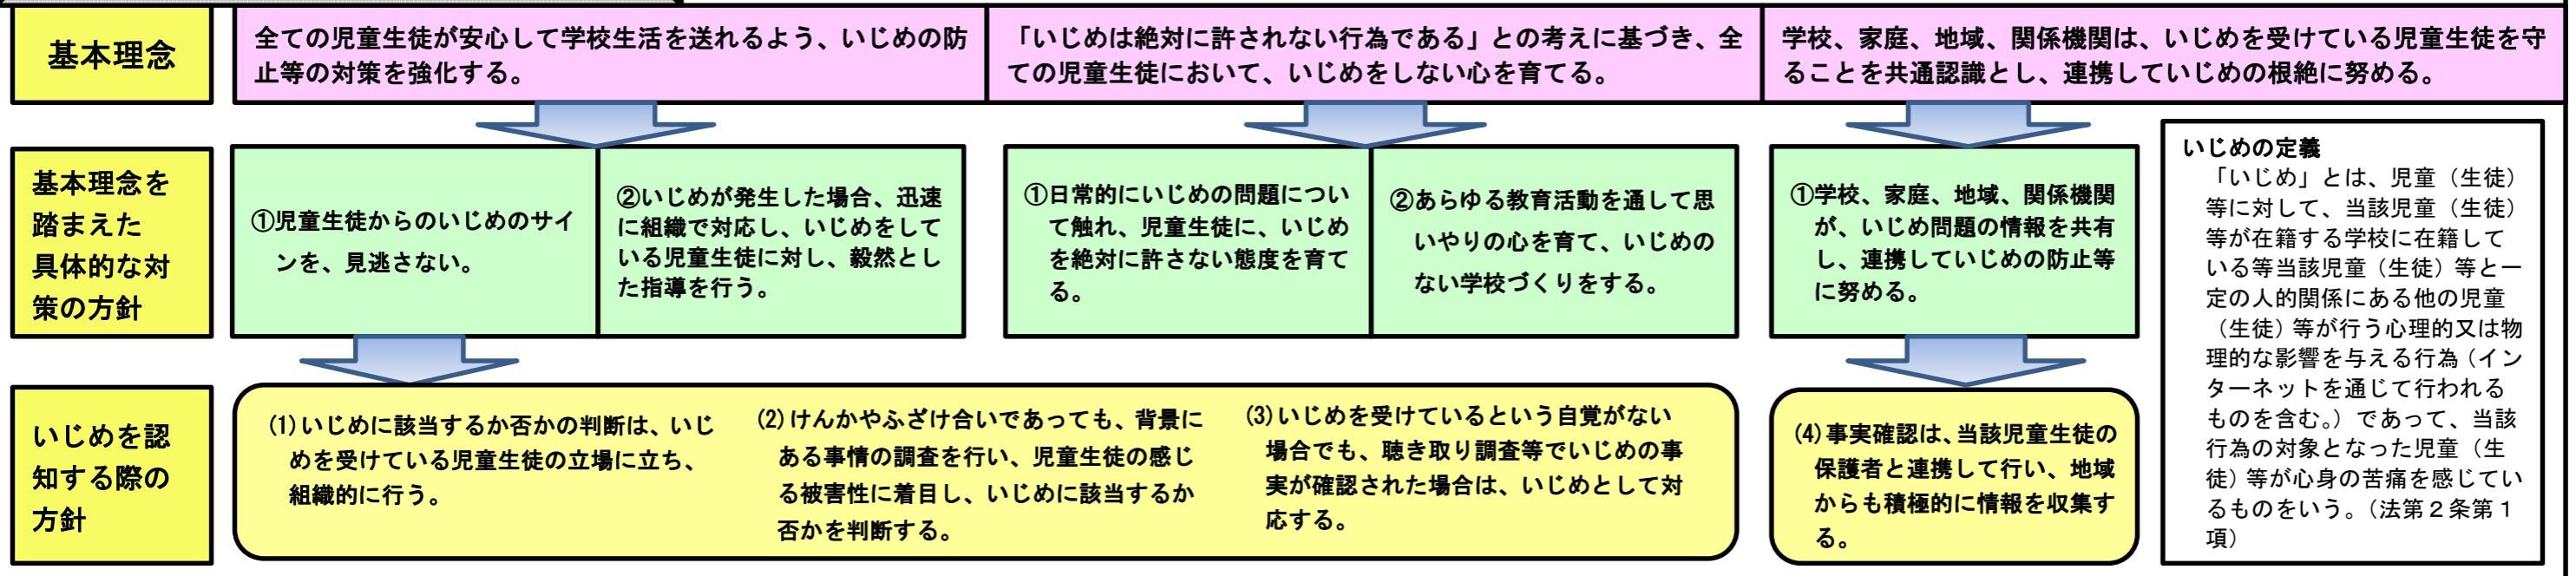 基本理念
全ての児童生徒が安心して学校生活を送れるよう、いじめの防
止等の対策を強化する。
「いじめは絶対に許されない行為である」との考えに基づき、全
ての児童生徒において、いじめをしない心を育てる。
学校、家庭、地域、関係機関は、いじめを受けている児童生徒を守
ることを共通認識とし、連携していじめの根絶に努める。
基本理念を
踏まえた
具体的な対
策の方針
①児童生徒からのいじめのサイ
ンを、見逃さない。
②いじめが発生した場合、迅速
に組織で対応し、いじめをして
いる児童生徒に対し、毅然とし
た指導を行う。
①日常的にいじめの問題につい
て触れ、児童生徒に、いじめ
を絶対に許さない態度を育て
る。
②あらゆる教育活動を通して思
いやりの心を育て、いじめの
ない学校づくりをする。
①学校、家庭、地域、関係機関
が、いじめ問題の情報を共有
し、連携していじめの防止等
に努める。
いじめを認
知する際の
方針
(1)いじめに該当するか否かの判断は、いじ
めを受けている児童生徒の立場に立ち、
組織的に行う。
(2)けんかやふざけ合いであっても、背景に
ある事情の調査を行い、児童生徒の感じ
る被害性に着目し、いじめに該当するか
否かを判断する。
(3)いじめを受けているという自覚がない
場合でも、聴き取り調査等でいじめの事
実が確認された場合は、いじめとして対
応する。
(4)事実確認は、当該児童生徒の
保護者と連携して行い、地域
からも積極的に情報を収集す
る。
いじめの定義
「いじめ」とは、児童（生徒）
等に対して、当該児童（生徒）
等が在籍する学校に在籍して
いる等当該児童（生徒）等と一
定の人的関係にある他の児童
（生徒）等が行う心理的又は物
理的な影響を与える行為（イン
ターネットを通じて行われる
ものを含む。）であって、当該
行為の対象となった児童（生
徒）等が心身の苦痛を感じてい
るものをいう。（法第２条第１
項）